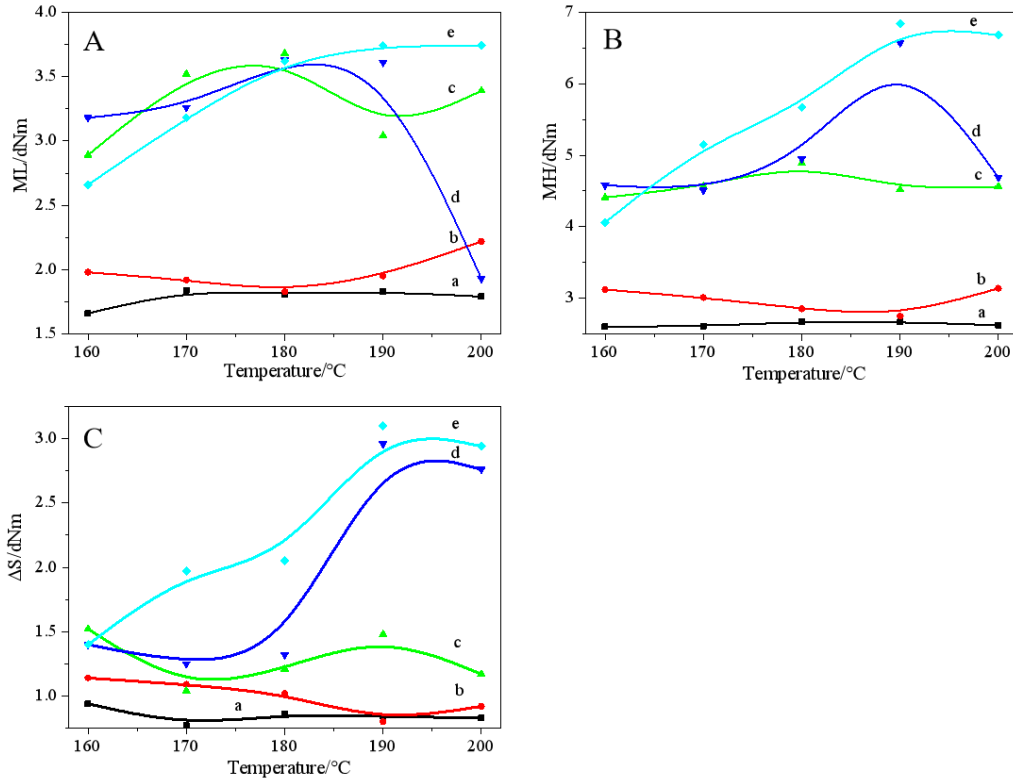 A
ML/dNm
4.0
3.5
3.0
2.5
2.0
1.5
e
c
d
b
a
160 170 180 190 200
Temperature/°C
B
MH/dNm
7
6
5
4
3
e
d
c
b
a
160 170 180 190 200
Temperature/°C
C
ΔS/dNm
3.0
2.5
2.0
1.5
1.0
e
d
c
b
a
160 170 180 190 200
Temperature/°C